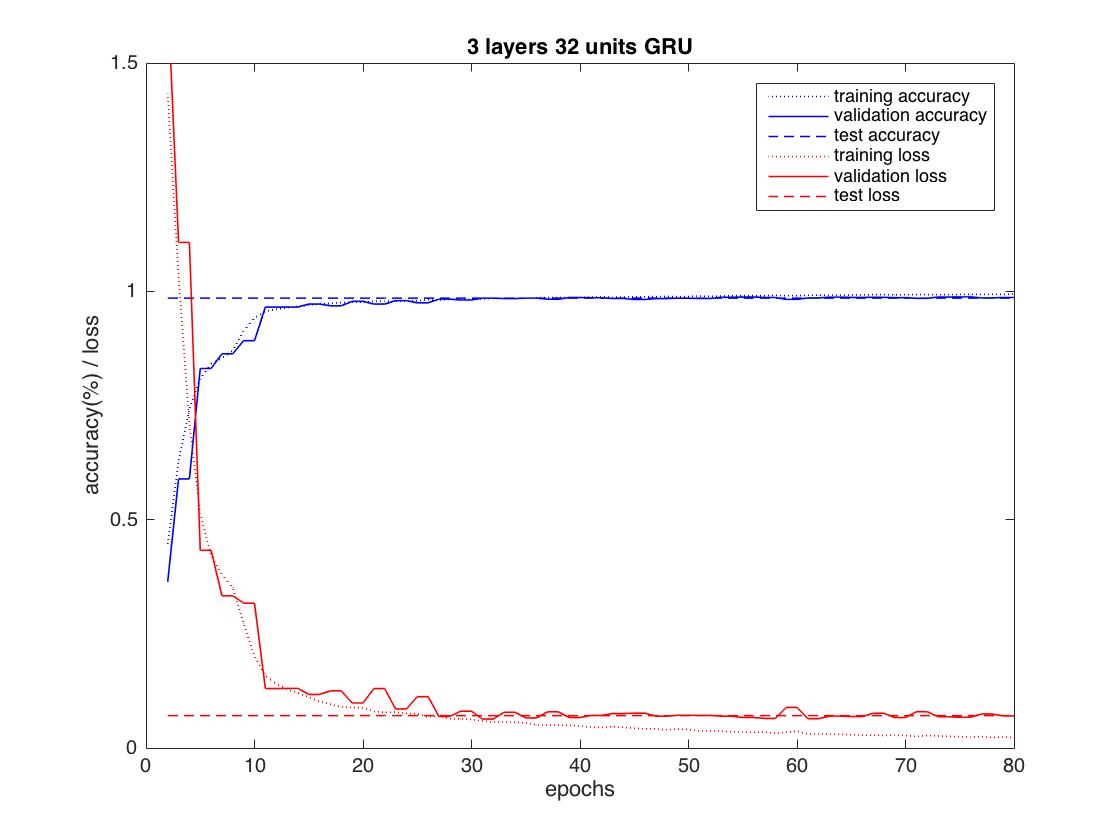 3 layers 32 units GRU
1.5
training accuracy
validation accuracy
test accuracy
training loss
validation loss
test loss
1
accuracy(%) / loss
0.5
0
0 10 20 30 40 50 60 70 80
epochs